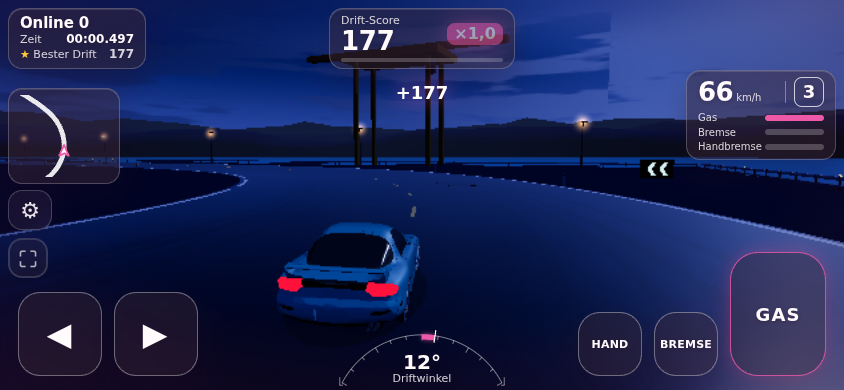 Online 0
Zeit 00:00.497
★ Bester Drift 177
Drift-Score
177 ×1,0
+177
66 km/h 3
Gas
Bremse
Handbremse
◀ ▶
12°
Driftwinkel
HAND
BREMSE
GAS